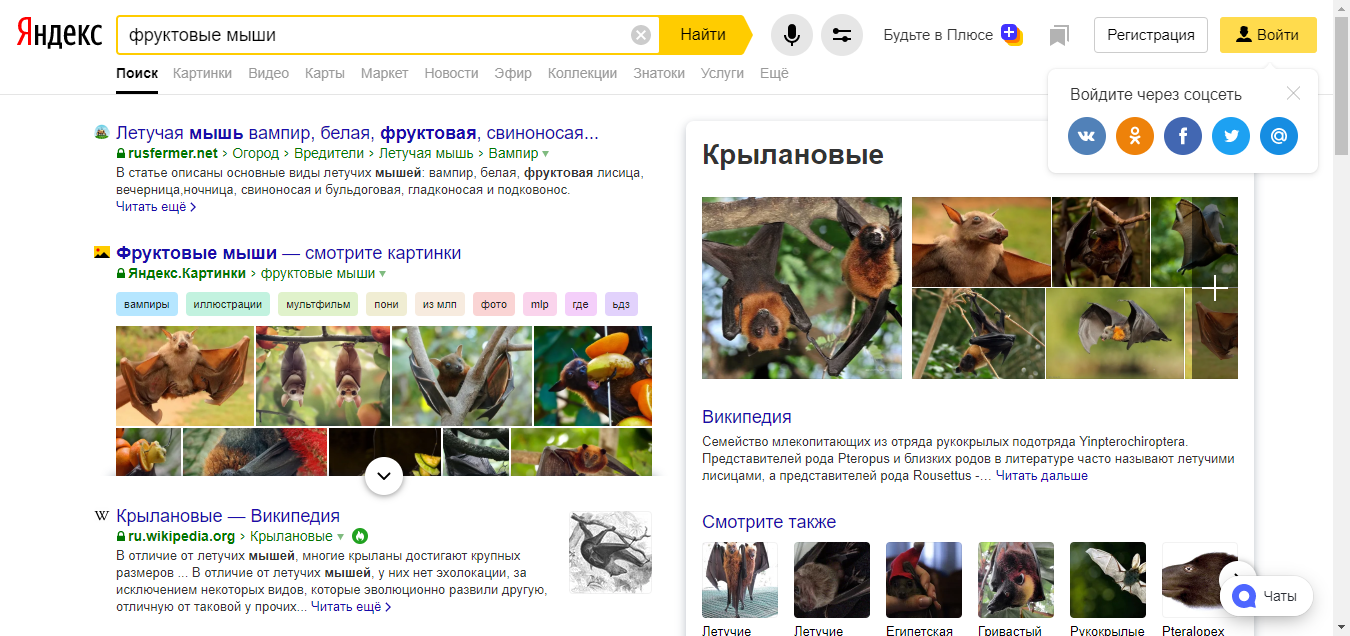 Яндекс
фруктовые мыши
Найти
Будьте в Плюсе
Регистрация
Войти
Поиск Картинки Видео Карты Маркет Новости Эфир Коллекции Знатоки Услуги Ещё
Войдите через соцсеть
Летучая мышь вампир, белая, фруктовая, свиноносая...
rusfermer.net › Огород › Вредители › Летучая мышь › Вампир
В статье описаны основные виды летучих мышей: вампир, белая, фруктовая лисица,
вечерница,ночница, свиноносая и бульдоговая, гладконосая и подковонос.
Читать ещё >
Фруктовые мыши — смотрите картинки
Яндекс.Картинки › фруктовые мыши
вампиры иллюстрации мультфильм пони из млп фото mlp где ьдз
W Крылановые — Википедия
ru.wikipedia.org › Крылановые
В отличие от летучих мышей, многие крыланы достигают крупных
размеров ... В отличие от летучих мышей, у них нет эхолокации, за
исключением некоторых видов, которые эволюционно развили другую,
отличную от таковой у прочих... Читать ещё >
Крылановые
Википедия
Семейство млекопитающих из отряда рукокрылых подотряда Yinpterochiroptera.
Представителей рода Pteropus и близких родов в литературе часто называют летучими
лисицами, а представителей рода Rousettus -... Читать дальше
Смотрите также
Летучие Летучие Египетская Гривастый Рукокрылые Pteralopex
Чаты